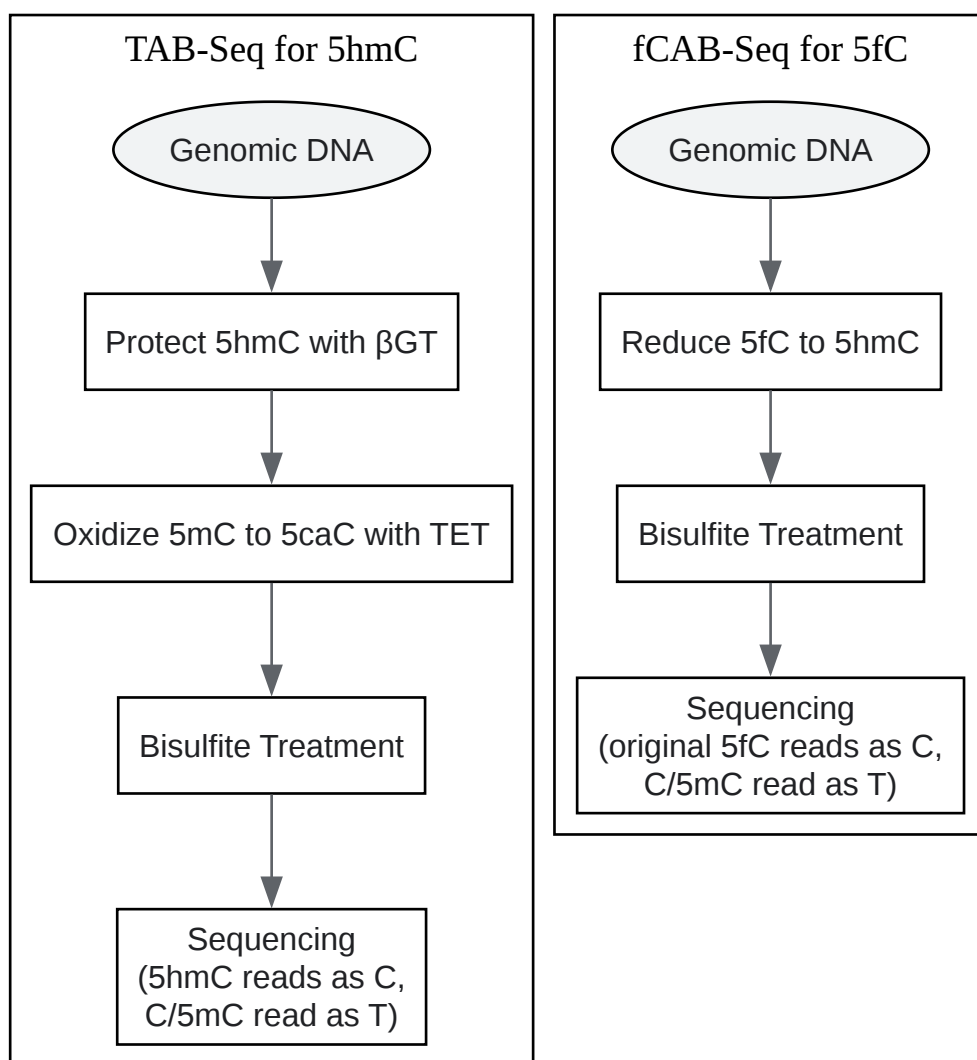 TAB-Seq for 5hmC
Genomic DNA
Protect 5hmC with βGT
Oxidize 5mC to 5caC with TET
Bisulfite Treatment
Sequencing
(5hmC reads as C,
C/5mC read as T)
fCAB-Seq for 5fC
Genomic DNA
Reduce 5fC to 5hmC
Bisulfite Treatment
Sequencing
(original 5fC reads as C,
C/5mC read as T)